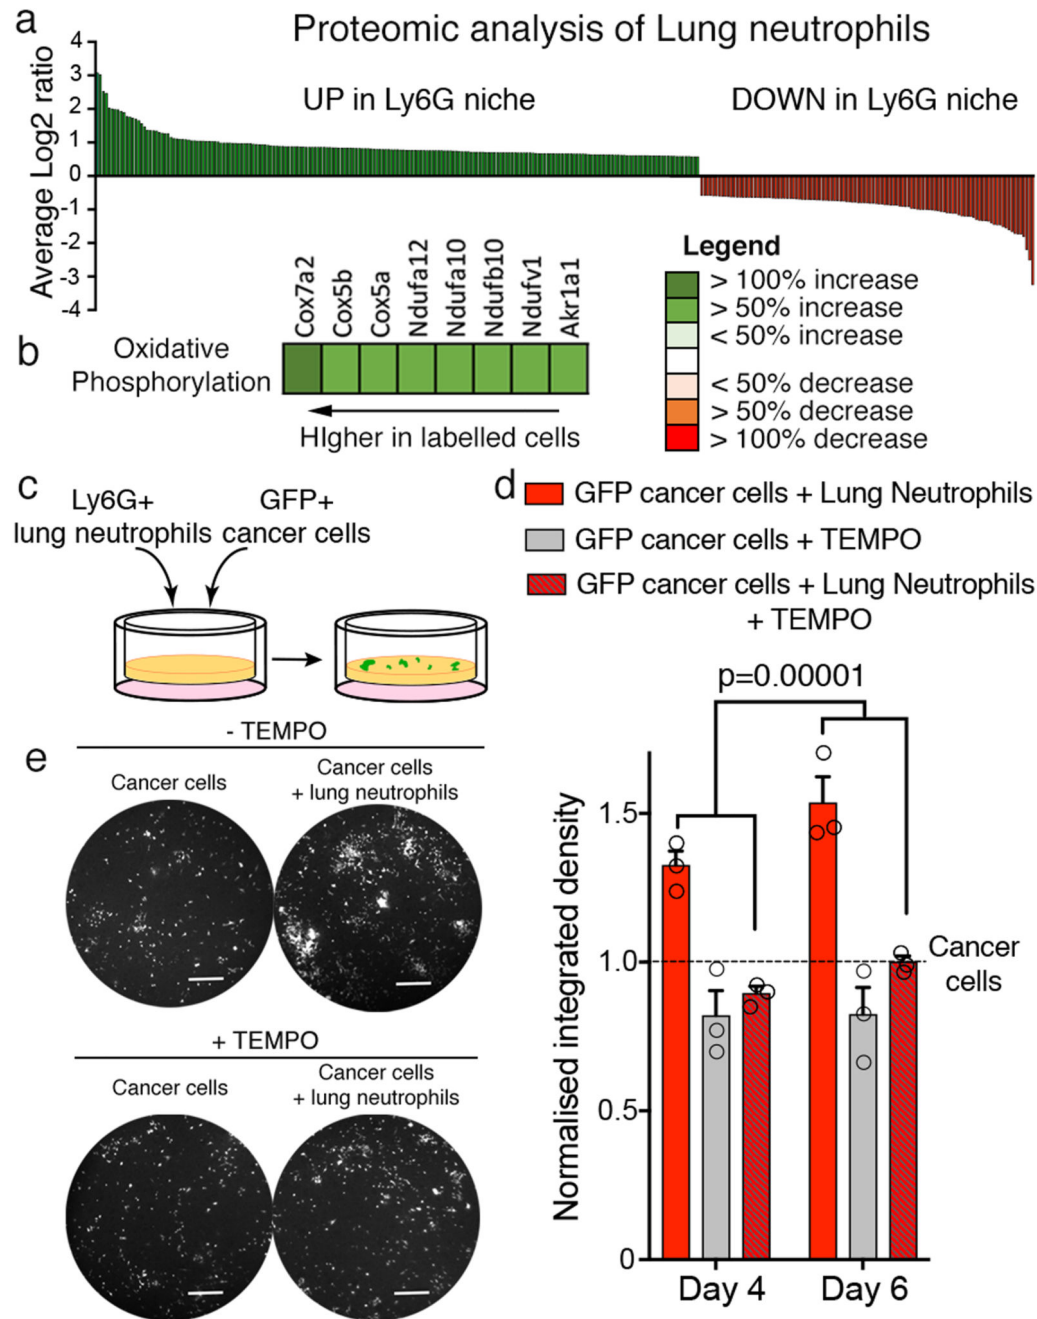 a
Proteomic analysis of Lung neutrophils
UP in Ly6G niche
DOWN in Ly6G niche
Average Log2 ratio
4
3
2
1
0
-1
-2
-3
-4
b
Oxidative
Phosphorylation
Cox7a2
Cox5b
Cox5a
Ndufa12
Ndufa10
Ndufb10
Ndufv1
Akr1a1
HIgher in labelled cells
Legend
> 100% increase
> 50% increase
< 50% increase
< 50% decrease
> 50% decrease
> 100% decrease
c
Ly6G+
lung neutrophils
GFP+
cancer cells
d
GFP cancer cells + Lung Neutrophils
GFP cancer cells + TEMPO
GFP cancer cells + Lung Neutrophils
+ TEMPO
p=0.00001
Normalised integrated density
1.5
1.0
0.5
0
Cancer
cells
Day 4
Day 6
e
- TEMPO
Cancer cells
Cancer cells
+ lung neutrophils
+ TEMPO
Cancer cells
Cancer cells
+ lung neutrophils